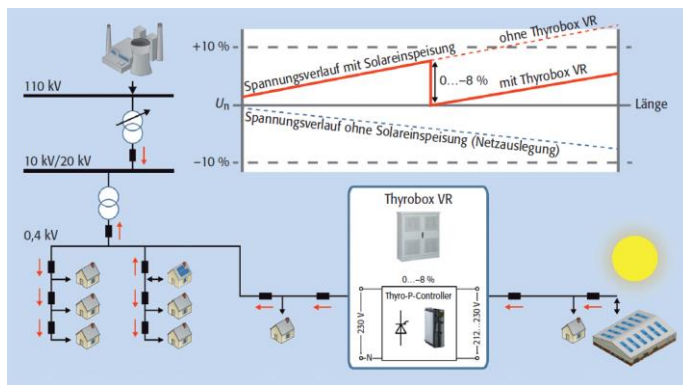 +10 %
ohne Thyrobox VR
Spannungsverlauf mit Solareinspeisung
0...–8 %
mit Thyrobox VR
110 kV
Un
Länge
Spannungsverlauf ohne Solareinspeisung (Netzauslegung)
–10 %
10 kV/20 kV
Thyrobox VR
0,4 kV
0...–8 %
Thyro-P-Controller
230 V
212...230 V
N